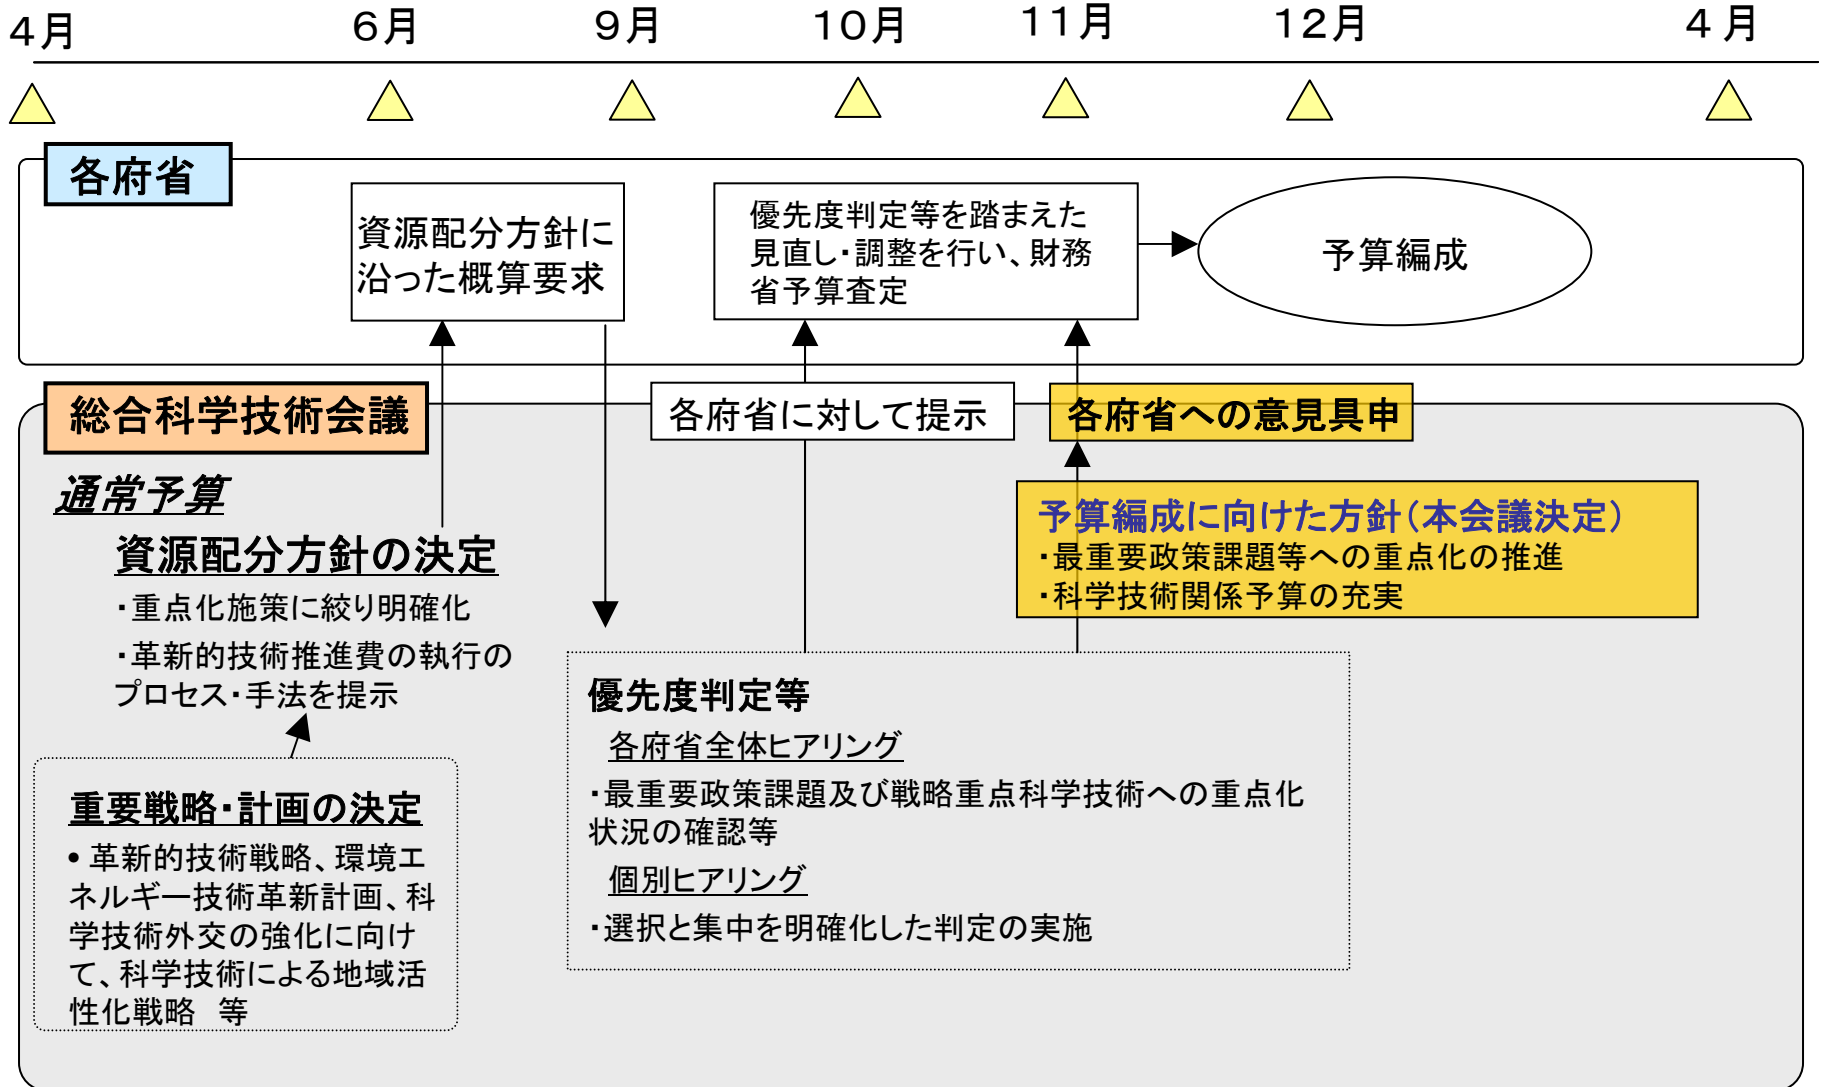 4月 6月 9月 10月 11月 12月 4月
各府省
資源配分方針に
沿った概算要求
優先度判定等を踏まえた
見直し・調整を行い、財務
省予算査定
予算編成
総合科学技術会議
各府省に対して提示
各府省への意見具申
通常予算
資源配分方針の決定
・重点化施策に絞り明確化
・革新的技術推進費の執行の
プロセス・手法を提示
予算編成に向けた方針（本会議決定）
・最重要政策課題等への重点化の推進
・科学技術関係予算の充実
重要戦略・計画の決定
• 革新的技術戦略、環境エ
ネルギー技術革新計画、科
学技術外交の強化に向け
て、科学技術による地域活
性化戦略　等
優先度判定等
各府省全体ヒアリング
・最重要政策課題及び戦略重点科学技術への重点化
状況の確認等
個別ヒアリング
・選択と集中を明確化した判定の実施